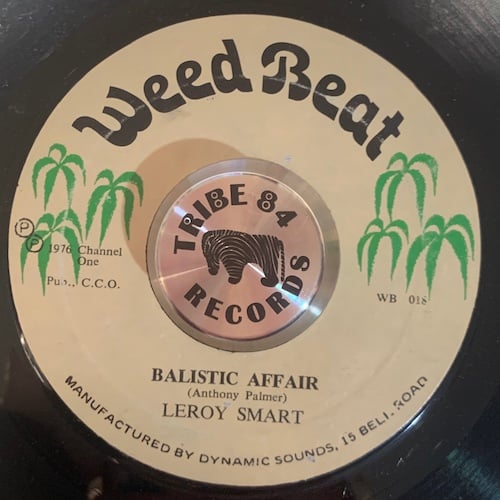 Weed Beat
TRIBE 84
RECORDS
Ⓟ
Ⓟ 1976 Channel
One
Pub., C.C.O.
WB 018
BALISTIC AFFAIR
(Anthony Palmer)
LEROY SMART
MANUFACTURED BY DYNAMIC SOUNDS, 15 BELL ROAD